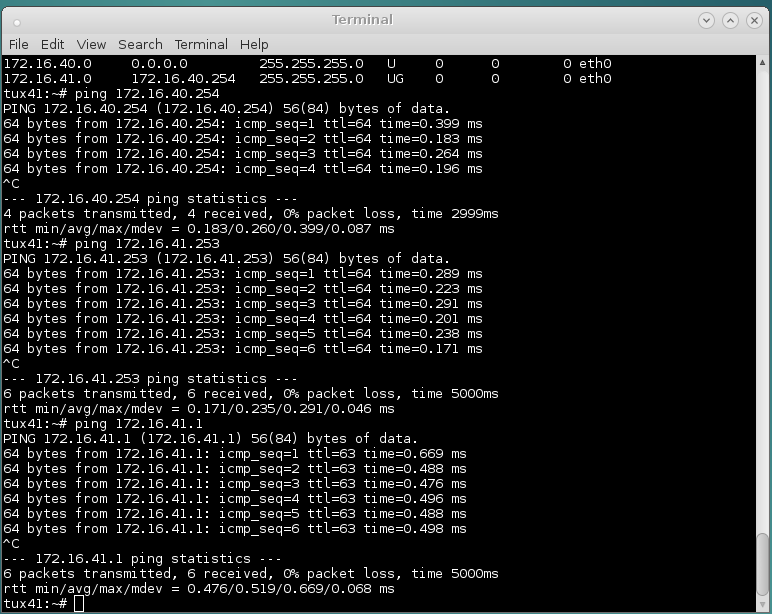 Terminal
File Edit View Search Terminal Help
172.16.40.0     0.0.0.0         255.255.255.0   U     0      0        0 eth0
172.16.41.0     172.16.40.254   255.255.255.0   UG    0      0        0 eth0
tux41:~# ping 172.16.40.254
PING 172.16.40.254 (172.16.40.254) 56(84) bytes of data.
64 bytes from 172.16.40.254: icmp_seq=1 ttl=64 time=0.399 ms
64 bytes from 172.16.40.254: icmp_seq=2 ttl=64 time=0.183 ms
64 bytes from 172.16.40.254: icmp_seq=3 ttl=64 time=0.264 ms
64 bytes from 172.16.40.254: icmp_seq=4 ttl=64 time=0.196 ms
^C
--- 172.16.40.254 ping statistics ---
4 packets transmitted, 4 received, 0% packet loss, time 2999ms
rtt min/avg/max/mdev = 0.183/0.260/0.399/0.087 ms
tux41:~# ping 172.16.41.253
PING 172.16.41.253 (172.16.41.253) 56(84) bytes of data.
64 bytes from 172.16.41.253: icmp_seq=1 ttl=64 time=0.289 ms
64 bytes from 172.16.41.253: icmp_seq=2 ttl=64 time=0.223 ms
64 bytes from 172.16.41.253: icmp_seq=3 ttl=64 time=0.291 ms
64 bytes from 172.16.41.253: icmp_seq=4 ttl=64 time=0.201 ms
64 bytes from 172.16.41.253: icmp_seq=5 ttl=64 time=0.238 ms
64 bytes from 172.16.41.253: icmp_seq=6 ttl=64 time=0.171 ms
^C
--- 172.16.41.253 ping statistics ---
6 packets transmitted, 6 received, 0% packet loss, time 5000ms
rtt min/avg/max/mdev = 0.171/0.235/0.291/0.046 ms
tux41:~# ping 172.16.41.1
PING 172.16.41.1 (172.16.41.1) 56(84) bytes of data.
64 bytes from 172.16.41.1: icmp_seq=1 ttl=63 time=0.669 ms
64 bytes from 172.16.41.1: icmp_seq=2 ttl=63 time=0.488 ms
64 bytes from 172.16.41.1: icmp_seq=3 ttl=63 time=0.476 ms
64 bytes from 172.16.41.1: icmp_seq=4 ttl=63 time=0.496 ms
64 bytes from 172.16.41.1: icmp_seq=5 ttl=63 time=0.488 ms
64 bytes from 172.16.41.1: icmp_seq=6 ttl=63 time=0.498 ms
^C
--- 172.16.41.1 ping statistics ---
6 packets transmitted, 6 received, 0% packet loss, time 5000ms
rtt min/avg/max/mdev = 0.476/0.519/0.669/0.068 ms
tux41:~#